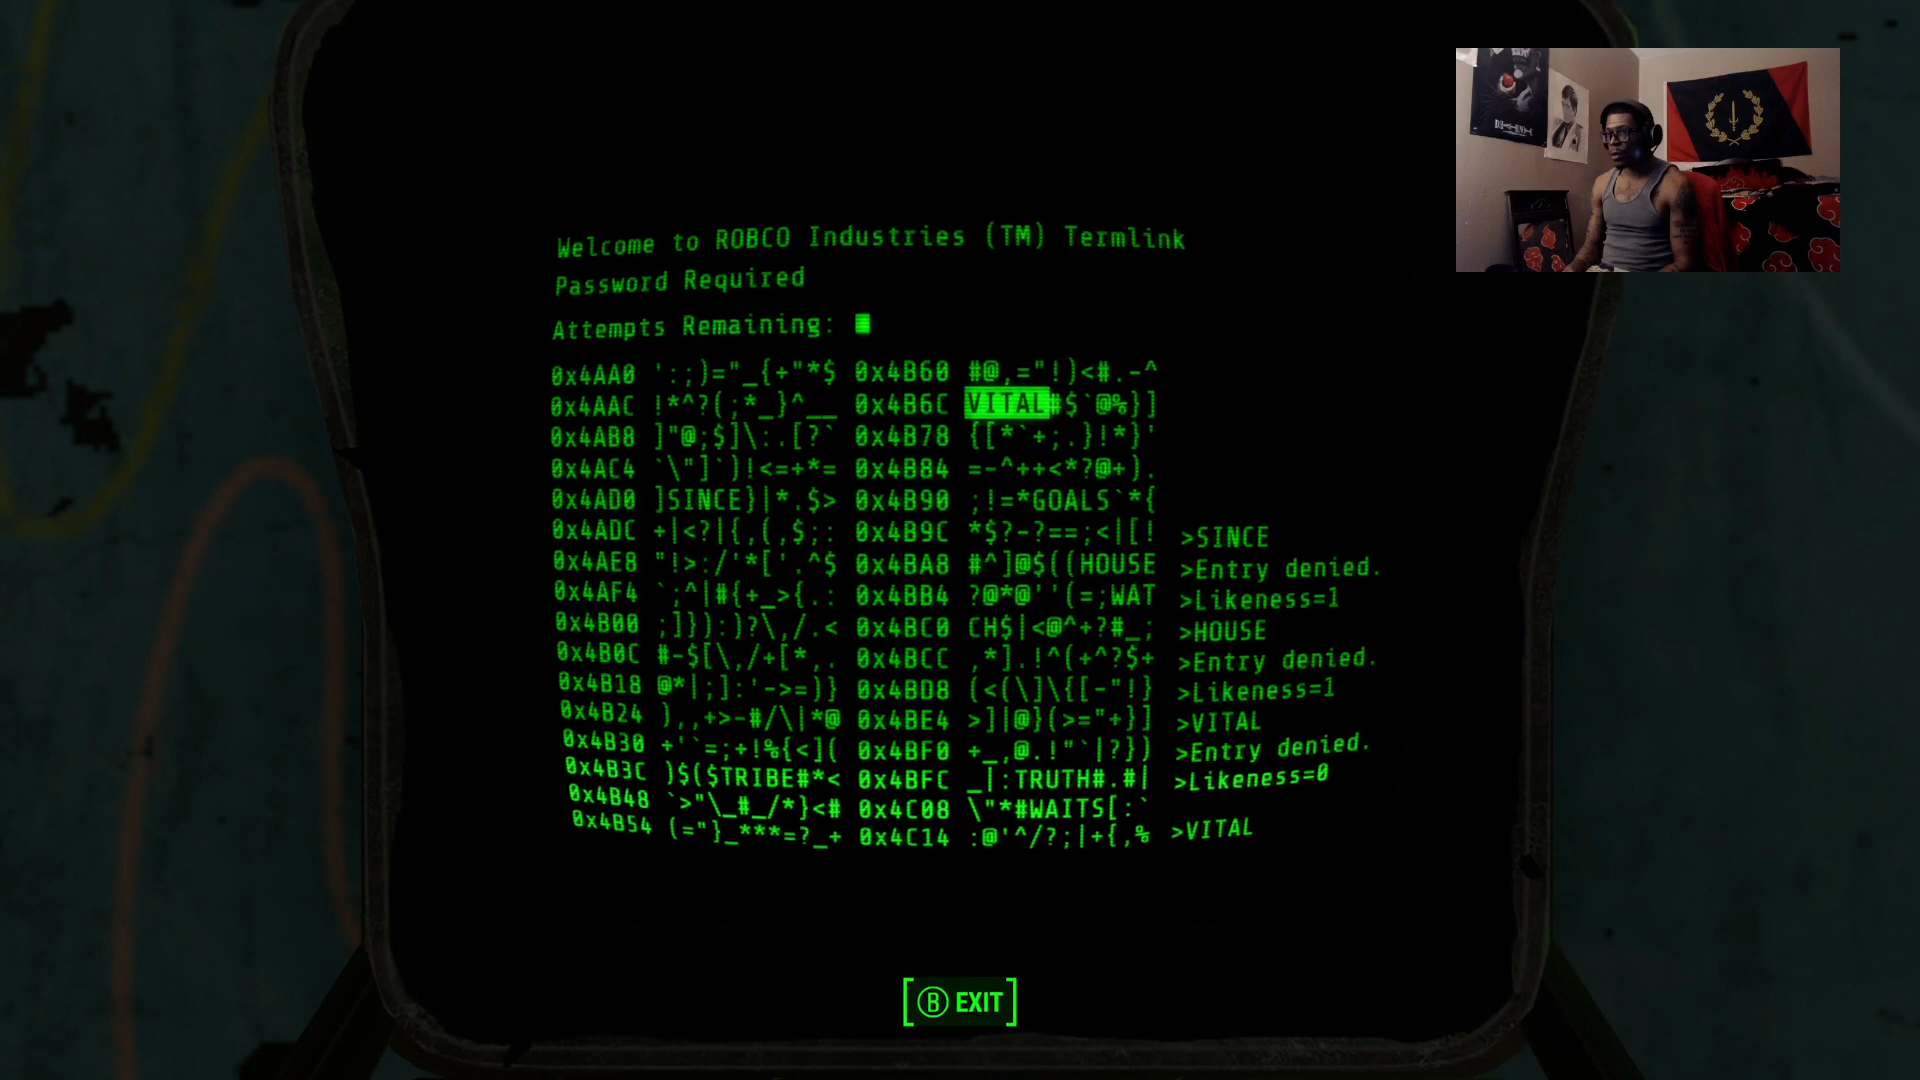 Welcome to ROBCO Industries (TM) Termlink
Password Required
Attempts Remaining:
0x4AA0 ':;)="_{+"*$ 0x4B60 #@,="!)<#.-^
0x4AAC !*^?(;*_}^__ 0x4B6C VITAL#$`@%}]
0x4AB8 ]"@;$]\:.[?` 0x4B78 {[*`+;.}!*}'
0x4AC4 `\"]`)!<=+*= 0x4B84 =-^++<*?@+).
0x4AD0 ]SINCE}|*.$> 0x4B90 ;!=*GOALS`*{
0x4ADC +|<?|{,(,$;: 0x4B9C *$?-?==;<|[!
0x4AE8 "!>:/'*['.^$ 0x4BA8 #^]@$((HOUSE
0x4AF4 `;^|#{+_>{.: 0x4BB4 ?@*@''(=;WAT
0x4B00 ;]}):)?\,/.< 0x4BC0 CH$|<@^+?#_;
0x4B0C #-$[\,/+[*,. 0x4BCC ,*].!^(+^?$+
0x4B18 @*|;]:'->=)} 0x4BD8 (<(\]\{[-"!}
0x4B24 ),,+>-#/\|*@ 0x4BE4 >]|@}(>="+}]
0x4B30 +'`=;+!%{<]( 0x4BF0 +_,@.!"`|?})
0x4B3C )$($TRIBE#*< 0x4BFC _|:TRUTH#.#|
0x4B48 `>"\_#_/*}<# 0x4C08 \"*#WAITS[:`
0x4B54 (="}_***=?_+ 0x4C14 :@'^/?;|+{,%
>SINCE
>Entry denied.
>Likeness=1
>HOUSE
>Entry denied.
>Likeness=1
>VITAL
>Entry denied.
>Likeness=0
>VITAL
[Ⓑ EXIT]